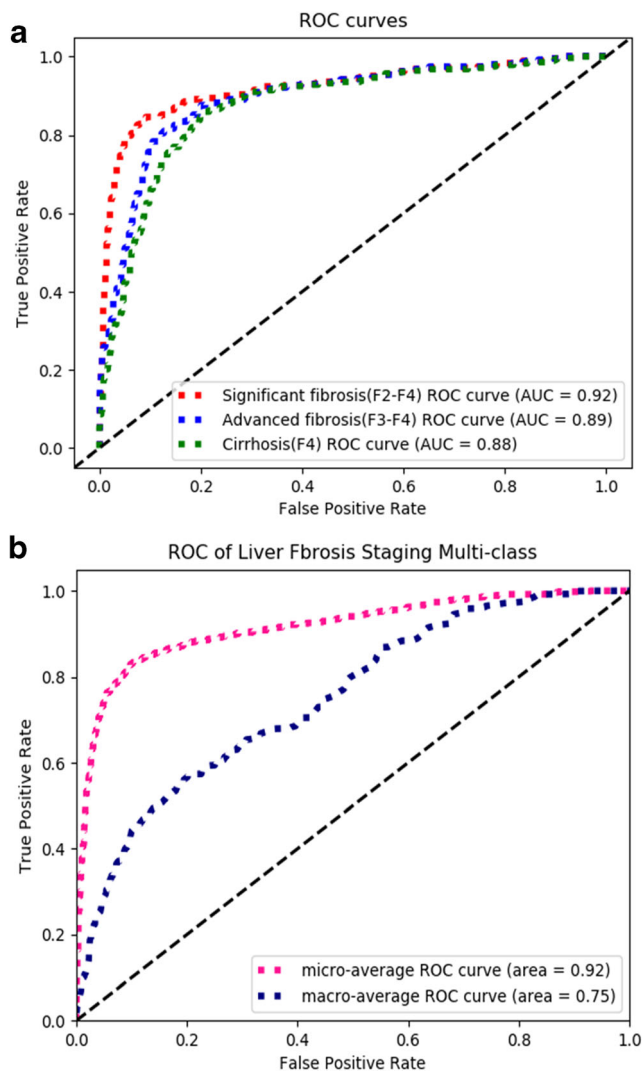 a
ROC curves
1.0
0.8
0.6
0.4
0.2
0.0
True Positive Rate
Significant fibrosis(F2-F4) ROC curve (AUC = 0.92)
Advanced fibrosis(F3-F4) ROC curve (AUC = 0.89)
Cirrhosis(F4) ROC curve (AUC = 0.88)
0.0 0.2 0.4 0.6 0.8 1.0
False Positive Rate
b
ROC of Liver Fbrosis Staging Multi-class
1.0
0.8
0.6
0.4
0.2
0.0
True Positive Rate
micro-average ROC curve (area = 0.92)
macro-average ROC curve (area = 0.75)
0.0 0.2 0.4 0.6 0.8 1.0
False Positive Rate